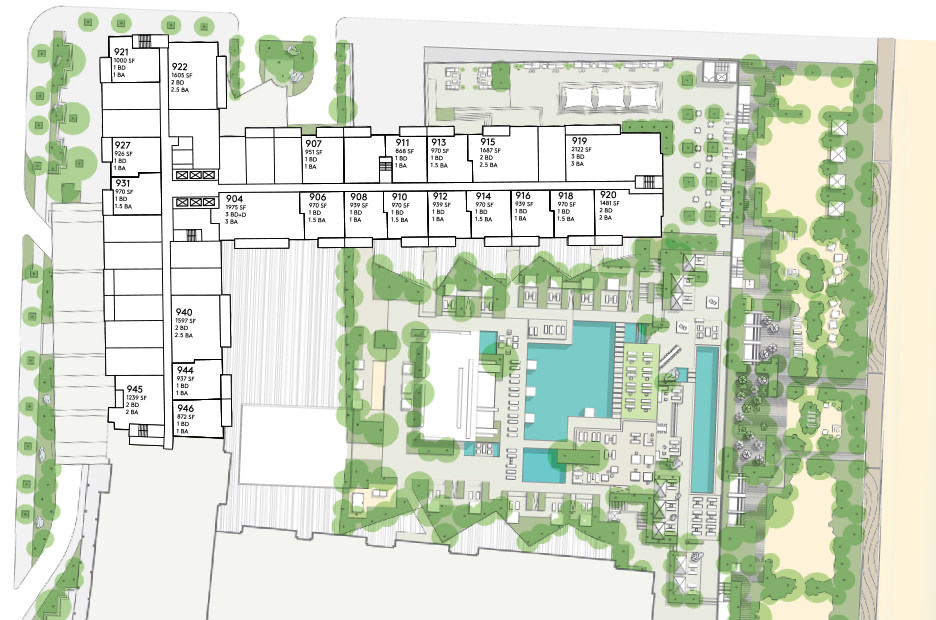 921
1000 SF
1 BD
1 BA
922
1605 SF
2 BD
2.5 BA
927
926 SF
1 BD
1 BA
931
970 SF
1 BD
1.5 BA
907
951 SF
1 BD
1 BA
911
868 SF
1 BD
1 BA
913
970 SF
1 BD
1.5 BA
915
1687 SF
2 BD
2.5 BA
919
2122 SF
3 BD
3 BA
904
1975 SF
3 BD+D
3 BA
906
970 SF
1 BD
1.5 BA
908
939 SF
1 BD
1 BA
910
970 SF
1 BD
1.5 BA
912
939 SF
1 BD
1 BA
914
970 SF
1 BD
1.5 BA
916
939 SF
1 BD
1 BA
918
970 SF
1 BD
1.5 BA
920
1481 SF
2 BD
2 BA
940
1597 SF
2 BD
2.5 BA
944
937 SF
1 BD
1 BA
945
1239 SF
2 BD
2 BA
946
872 SF
1 BD
1 BA